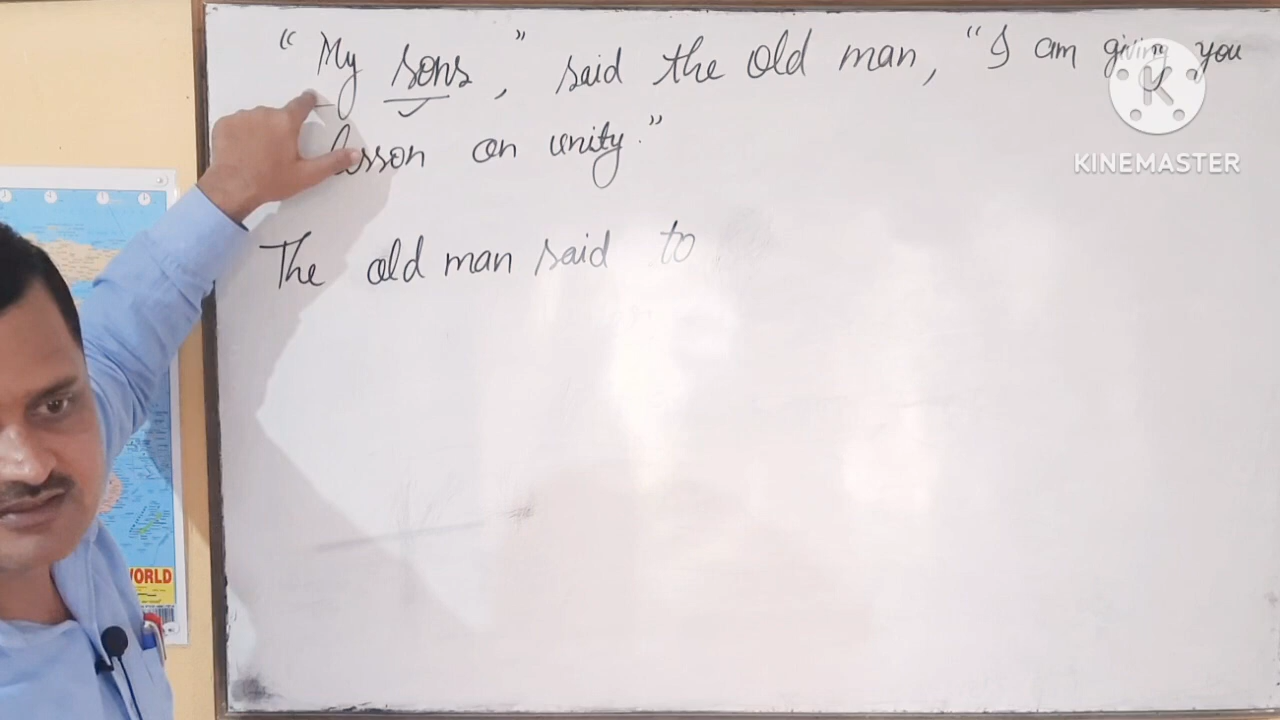 “My sons,” said the old man, “I am giving you
lesson on unity.”
The old man said to
KINEMASTER
WORLD